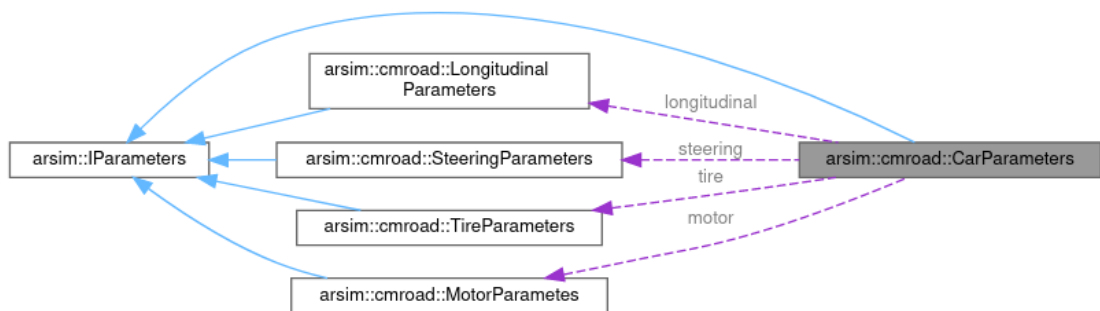 arsim::cmroad::Longitudinal
Parameters
longitudinal
arsim::IParameters
arsim::cmroad::SteeringParameters
steering
arsim::cmroad::CarParameters
tire
arsim::cmroad::TireParameters
motor
arsim::cmroad::MotorParametes